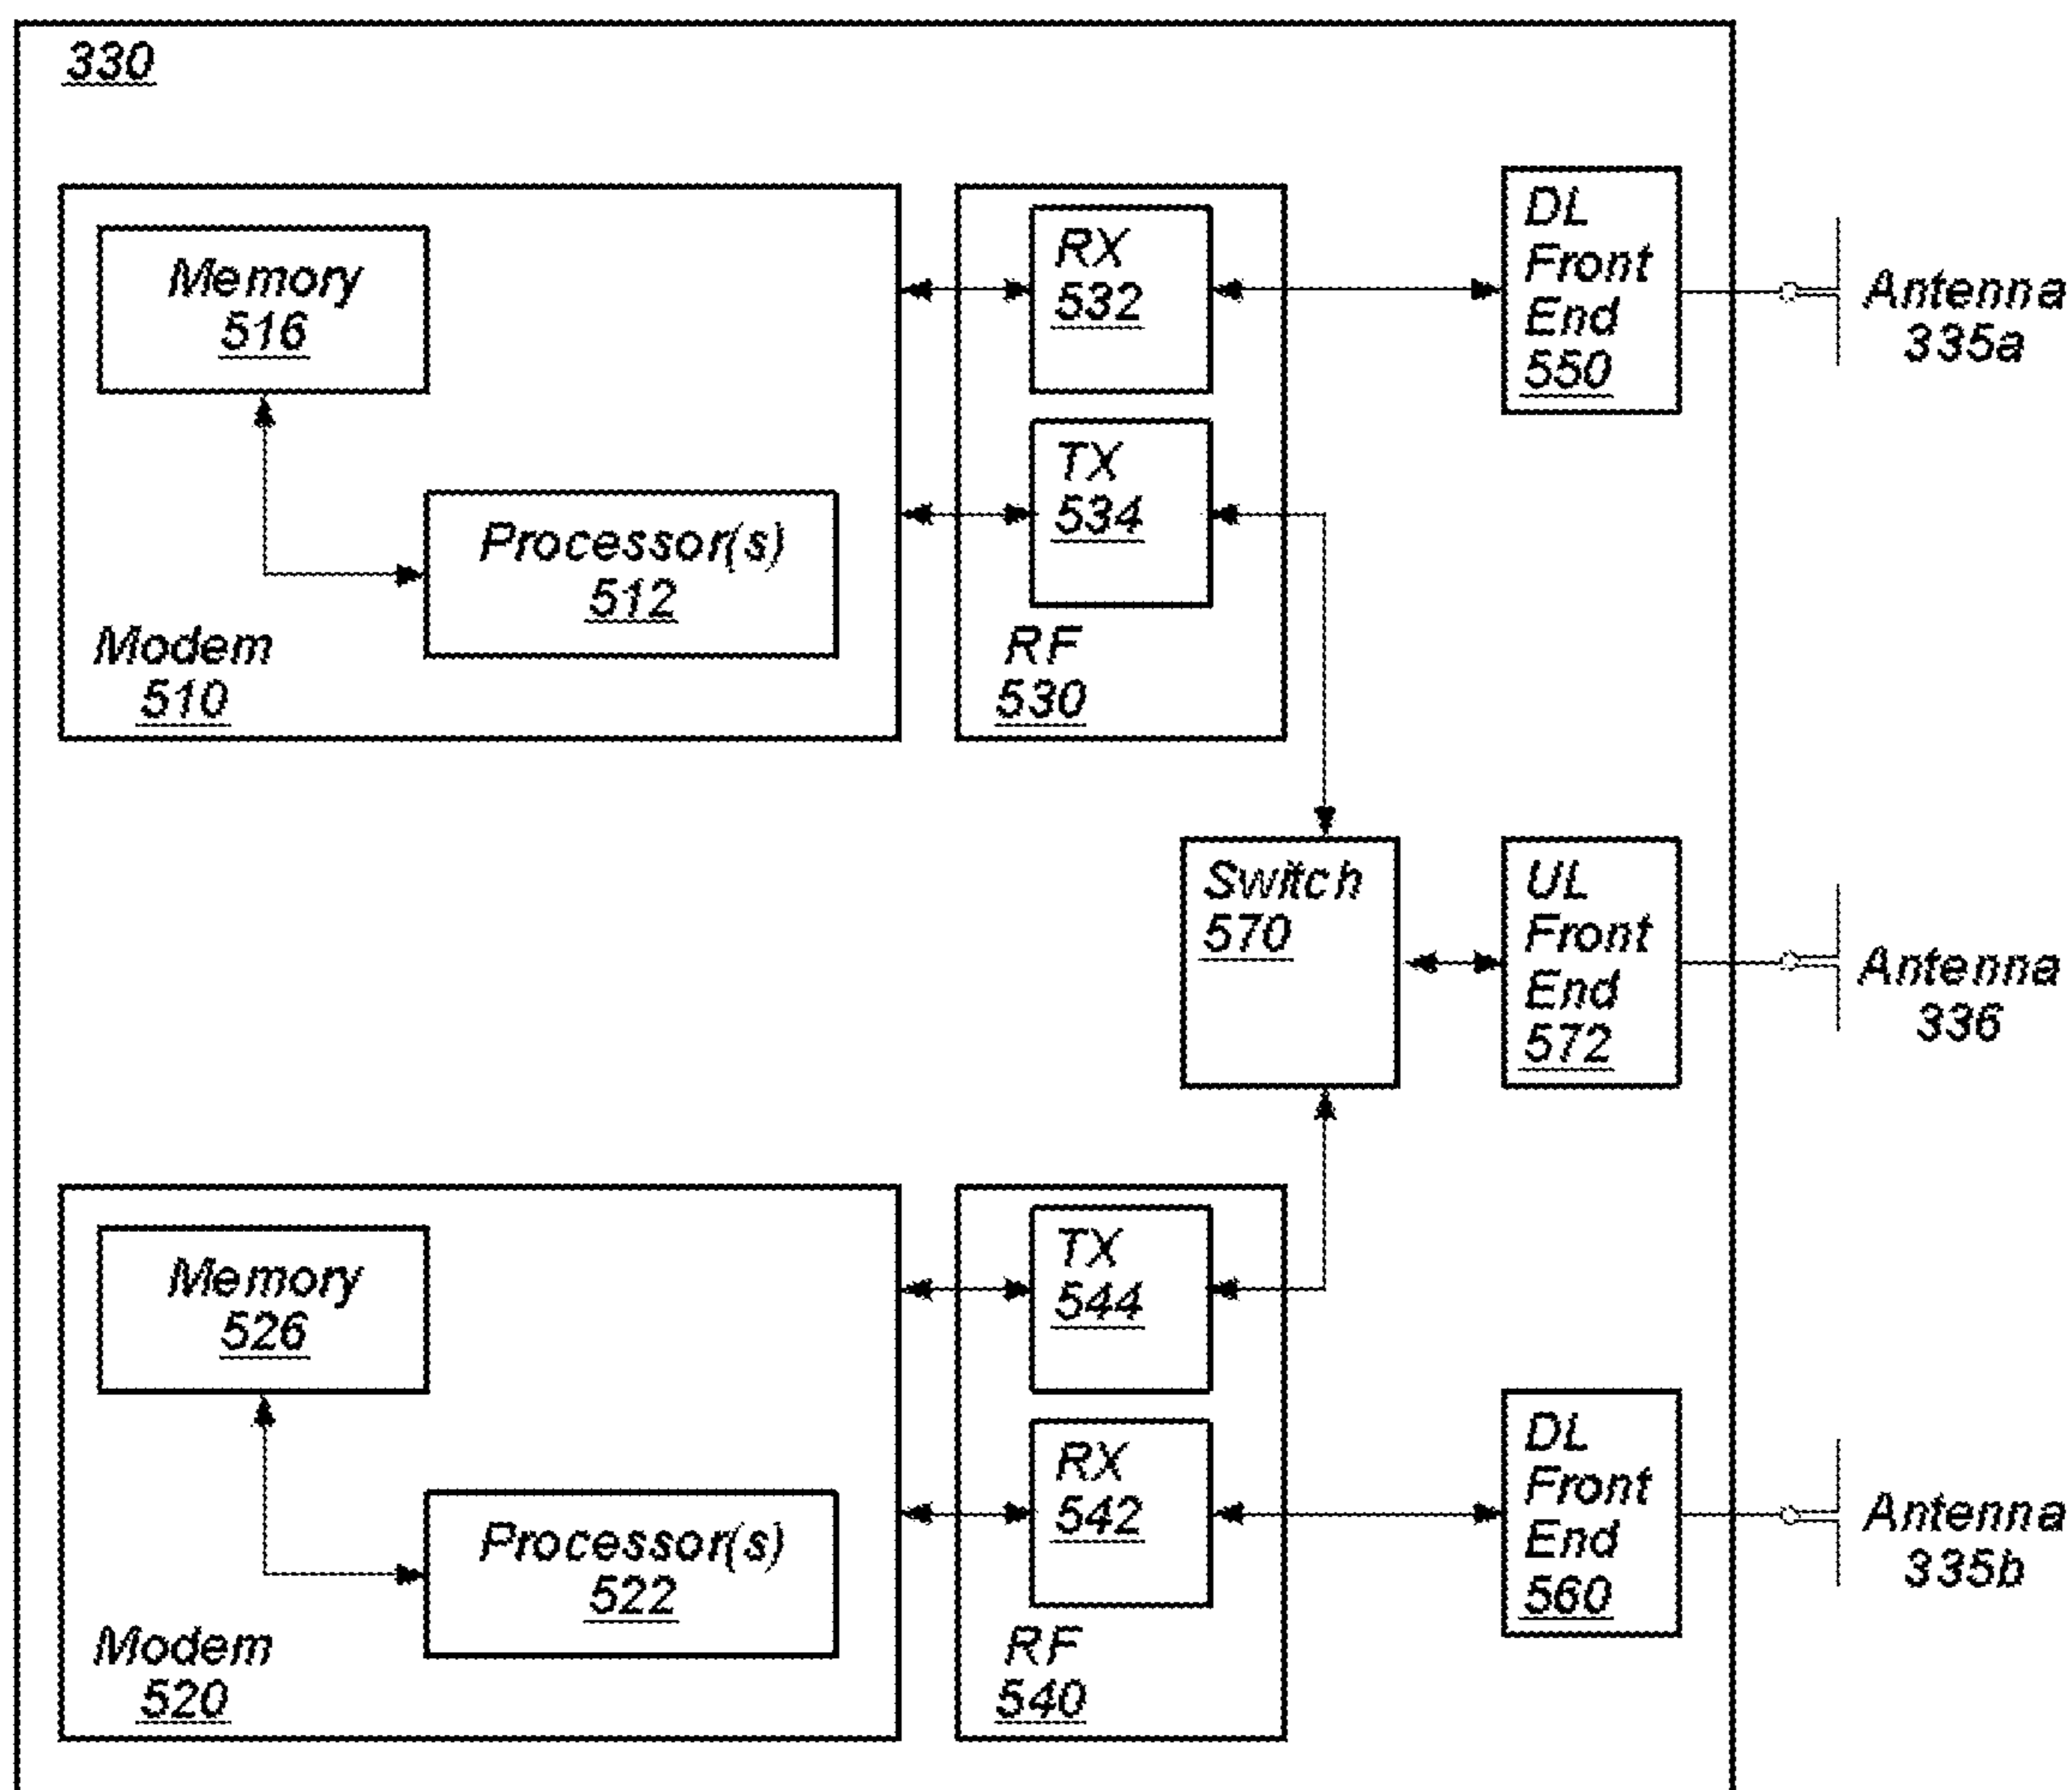 330
Memory
516
Processor(s)
512
Modem
510
RX
532
TX
534
RF
530
DL
Front
End
550
Antenna
335a
Switch
570
UL
Front
End
572
Antenna
336
Memory
526
Processor(s)
522
Modem
520
TX
544
RX
542
RF
540
DL
Front
End
560
Antenna
335b